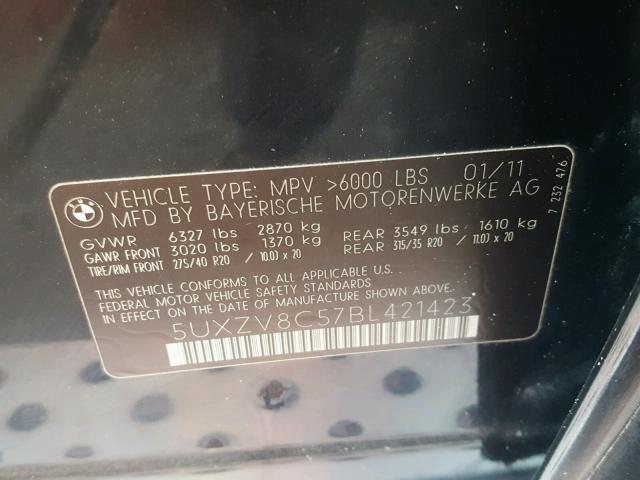 BMW
VEHICLE TYPE: MPV >6000 LBS 01/11
MFD BY BAYERISCHE MOTORENWERKE AG
GVWR 6327 lbs 2870 kg
GAWR FRONT 3020 lbs 1370 kg REAR 3549 lbs 1610 kg
TIRE/RIM FRONT 275/40 R20 / 10.0J x 20 REAR 315/35 R20 / 11.0J x 20
THIS VEHICLE CONFORMS TO ALL APPLICABLE U.S.
FEDERAL MOTOR VEHICLE SAFETY STANDARDS
IN EFFECT ON THE DATE OF MANUFACTURE SHOWN ABOVE.
5UXZV8C57BL421423
7 232 476